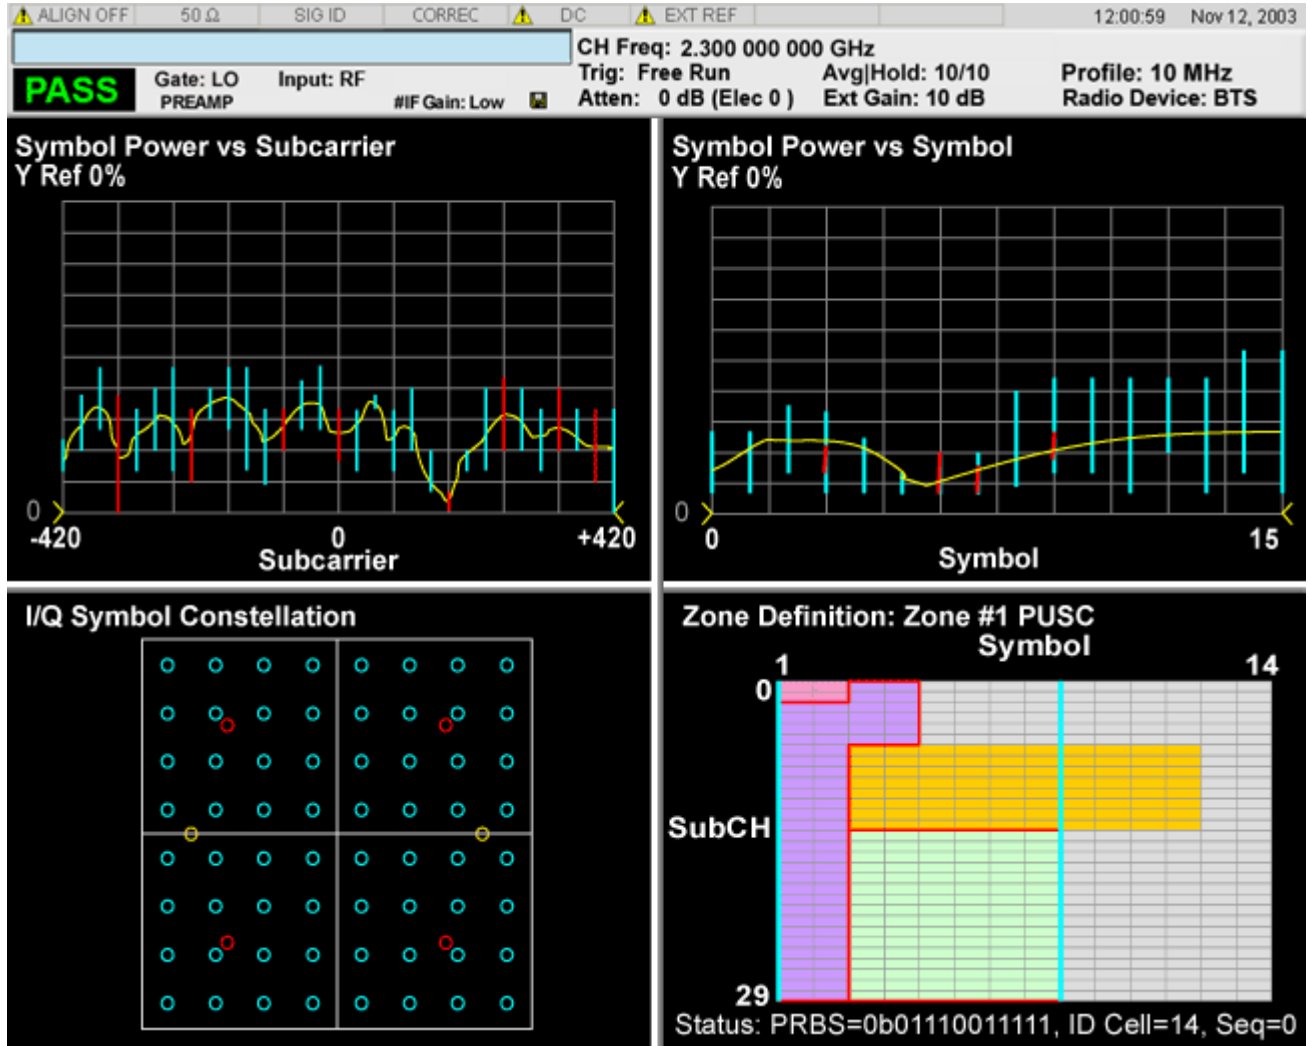 ALIGN OFF 50 Ω SIG ID CORREC DC EXT REF 12:00:59 Nov 12, 2003
CH Freq: 2.300 000 000 GHz
PASS Gate: LO Input: RF Trig: Free Run Avg|Hold: 10/10 Profile: 10 MHz
PREAMP #IF Gain: Low Atten: 0 dB (Elec 0 ) Ext Gain: 10 dB Radio Device: BTS
Symbol Power vs Subcarrier
Y Ref 0%
0
-420 0 +420
Subcarrier
Symbol Power vs Symbol
Y Ref 0%
0
0 15
Symbol
I/Q Symbol Constellation
Zone Definition: Zone #1 PUSC
Symbol
1 14
0
SubCH
29
Status: PRBS=0b01110011111, ID Cell=14, Seq=0